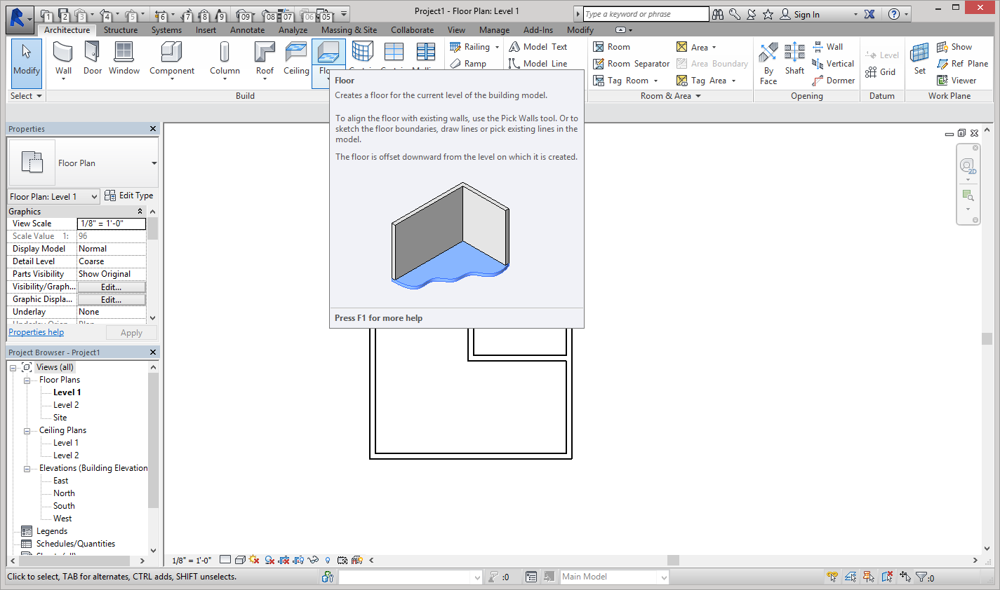 1 2 3 4 5 6 7 8 9 09 08 07 06 05
Project1 - Floor Plan: Level 1
Type a keyword or phrase
Sign In
Architecture Structure Systems Insert Annotate Analyze Massing & Site Collaborate View Manage Add-Ins Modify
Modify
Wall Door Window Component Column Roof Ceiling
Railing
Ramp
Model Text
Model Line
Room
Room Separator
Tag Room
Area
Area Boundary
Tag Area
By Face
Shaft
Wall
Vertical
Dormer
Level
Grid
Set
Show
Ref Plane
Viewer
Select Build Room & Area Opening Datum Work Plane
Floor
Creates a floor for the current level of the building model.
To align the floor with existing walls, use the Pick Walls tool. Or to
sketch the floor boundaries, draw lines or pick existing lines in the
model.
The floor is offset downward from the level on which it is created.
Press F1 for more help
2D
Properties
Floor Plan
Floor Plan: Level 1 Edit Type
Graphics
View Scale 1/8" = 1'-0"
Scale Value 1: 96
Display Model Normal
Detail Level Coarse
Parts Visibility Show Original
Visibility/Graph... Edit...
Graphic Displa... Edit...
Underlay None
Properties help Apply
Project Browser - Project1
Views (all)
Floor Plans
Level 1
Level 2
Site
Ceiling Plans
Level 1
Level 2
Elevations (Building Elevation
East
North
South
West
Legends
Schedules/Quantities
1/8" = 1'-0"
Click to select, TAB for alternates, CTRL adds, SHIFT unselects.
:0
Main Model
:0